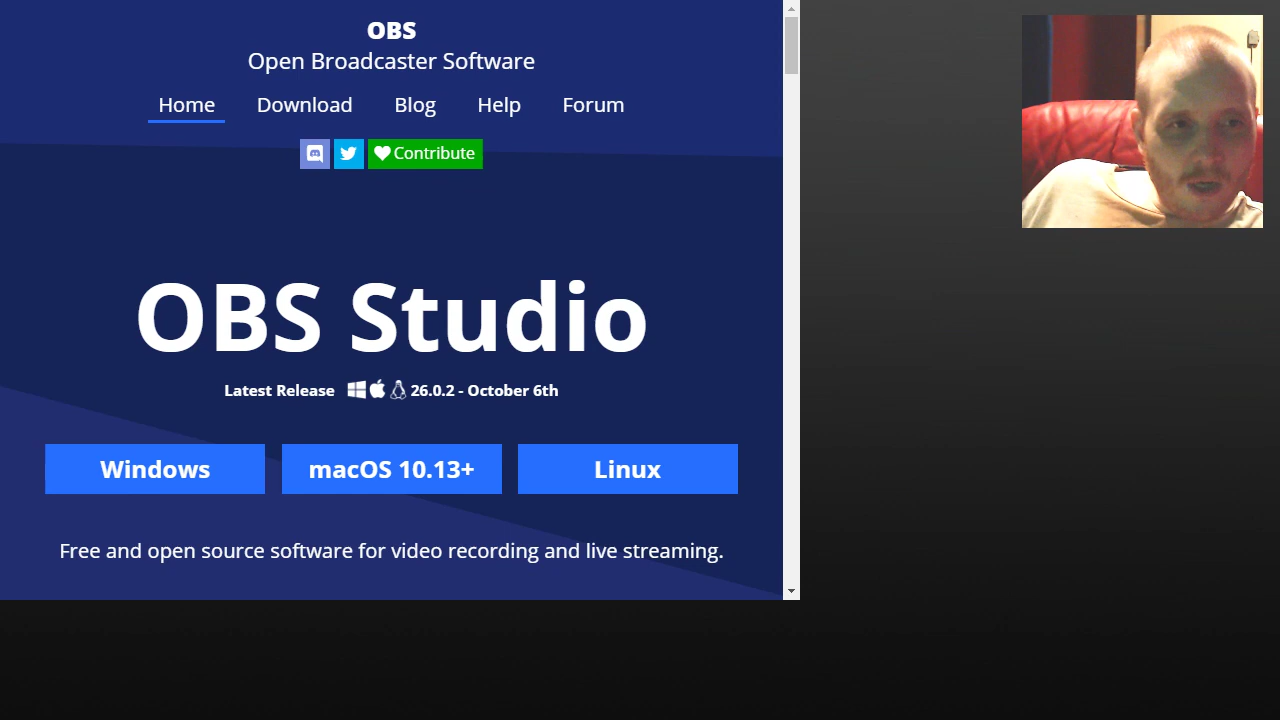 OBS
Open Broadcaster Software
Home Download Blog Help Forum
Contribute
OBS Studio
Latest Release 26.0.2 - October 6th
Windows macOS 10.13+ Linux
Free and open source software for video recording and live streaming.